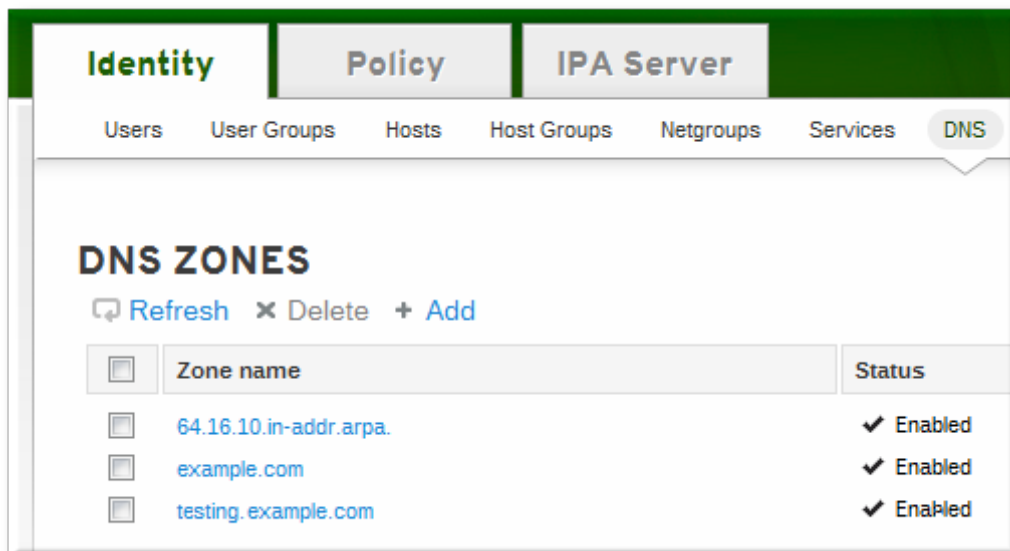 Identity Policy IPA Server
Users User Groups Hosts Host Groups Netgroups Services DNS
DNS ZONES
Refresh Delete + Add
Zone name Status
64.16.10.in-addr.arpa. Enabled
example.com Enabled
testing.example.com Enabled